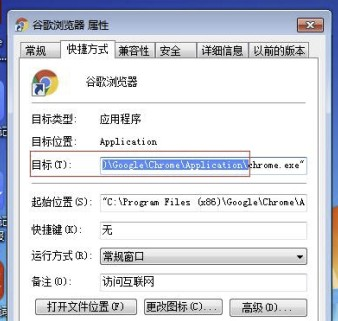 谷歌浏览器 属性
常规 快捷方式 兼容性 安全 详细信息 以前的版本
谷歌浏览器
目标类型: 应用程序
目标位置: Application
目标(T): )\Google\Chrome\Application\chrome.exe"
起始位置(S): "C:\Program Files (x86)\Google\Chrome\A
快捷键(K): 无
运行方式(R): 常规窗口
备注(O): 访问互联网
打开文件位置(F) 更改图标(C)... 高级(D)...